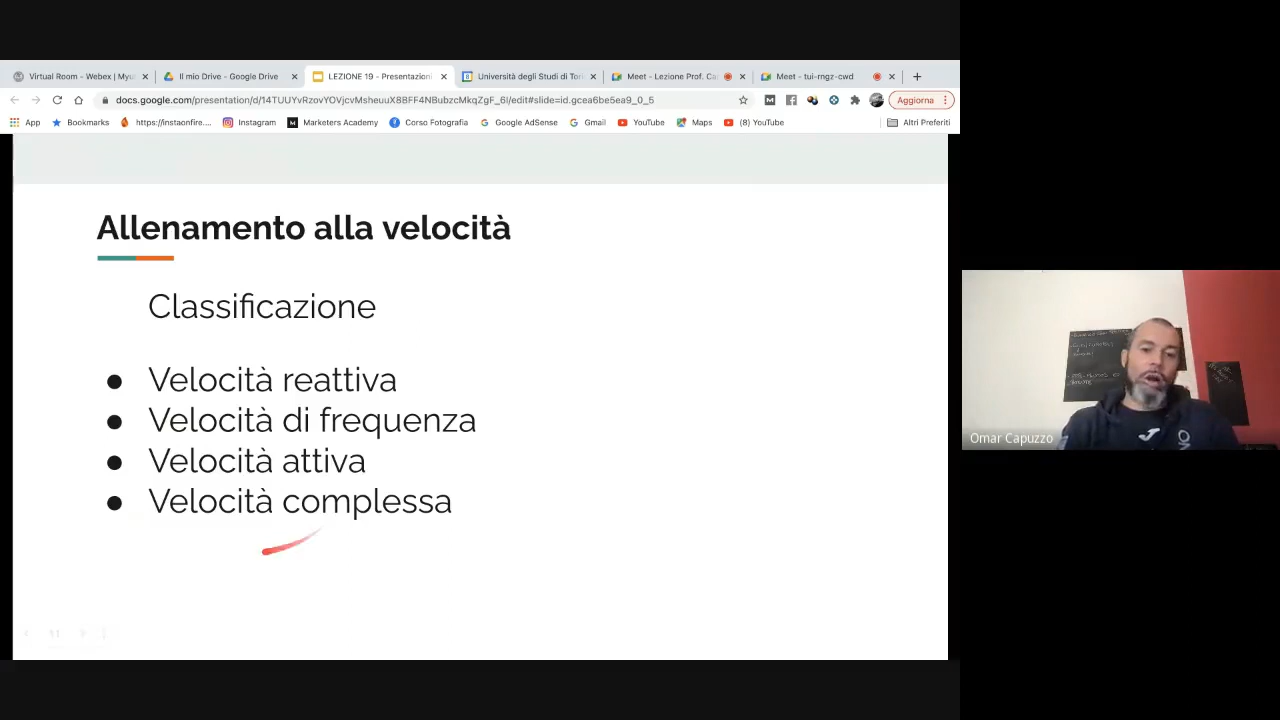 Virtual Room - Webex | Myu
Il mio Drive - Google Drive
LEZIONE 19 - Presentazioni
Università degli Studi di Tori
Meet - Lezione Prof. Ca
Meet - tui-rngz-cwd
docs.google.com/presentation/d/14TUUYvRzovYOVjcvMsheuuX8BFF4NBubzcMkqZgF_6I/edit#slide=id.gcea6be5ea9_0_5
Aggiorna
App
Bookmarks
https://instaonfire....
Instagram
Marketers Academy
Corso Fotografia
Google AdSense
Gmail
YouTube
Maps
(8) YouTube
Altri Preferiti
Allenamento alla velocità
Classificazione
● Velocità reattiva
● Velocità di frequenza
● Velocità attiva
● Velocità complessa
11
Omar Capuzzo